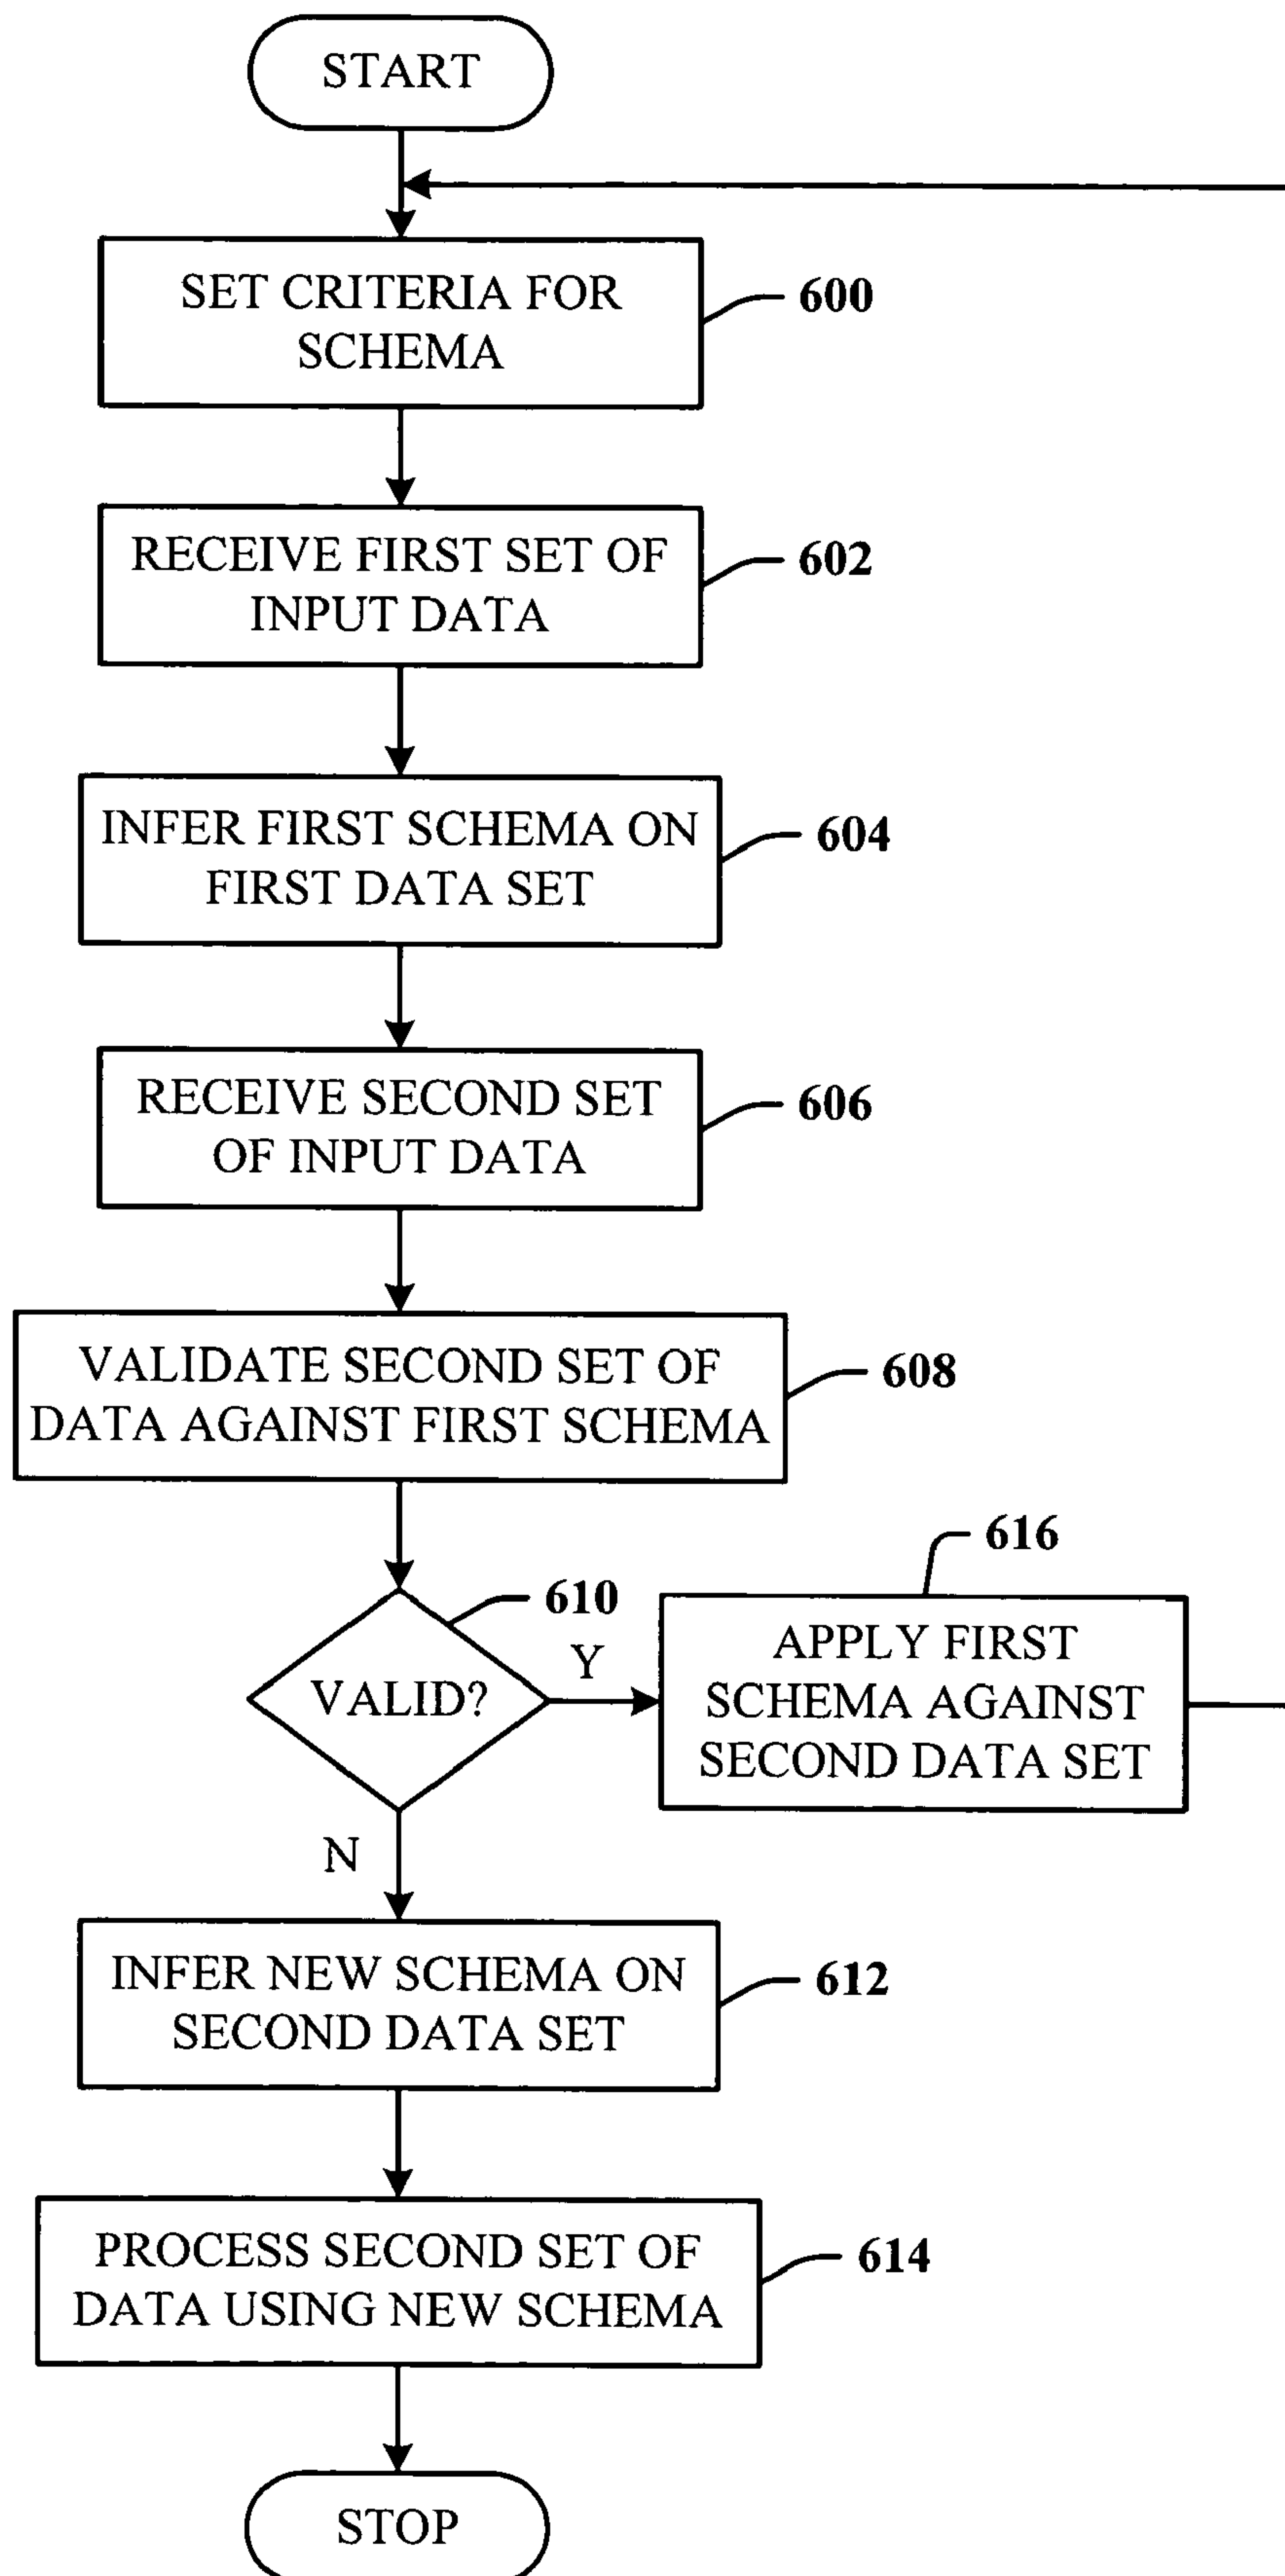 START
SET CRITERIA FOR
SCHEMA
600
RECEIVE FIRST SET OF
INPUT DATA
602
INFER FIRST SCHEMA ON
FIRST DATA SET
604
RECEIVE SECOND SET
OF INPUT DATA
606
VALIDATE SECOND SET OF
DATA AGAINST FIRST SCHEMA
608
VALID?
610
Y
APPLY FIRST
SCHEMA AGAINST
SECOND DATA SET
616
N
INFER NEW SCHEMA ON
SECOND DATA SET
612
PROCESS SECOND SET OF
DATA USING NEW SCHEMA
614
STOP